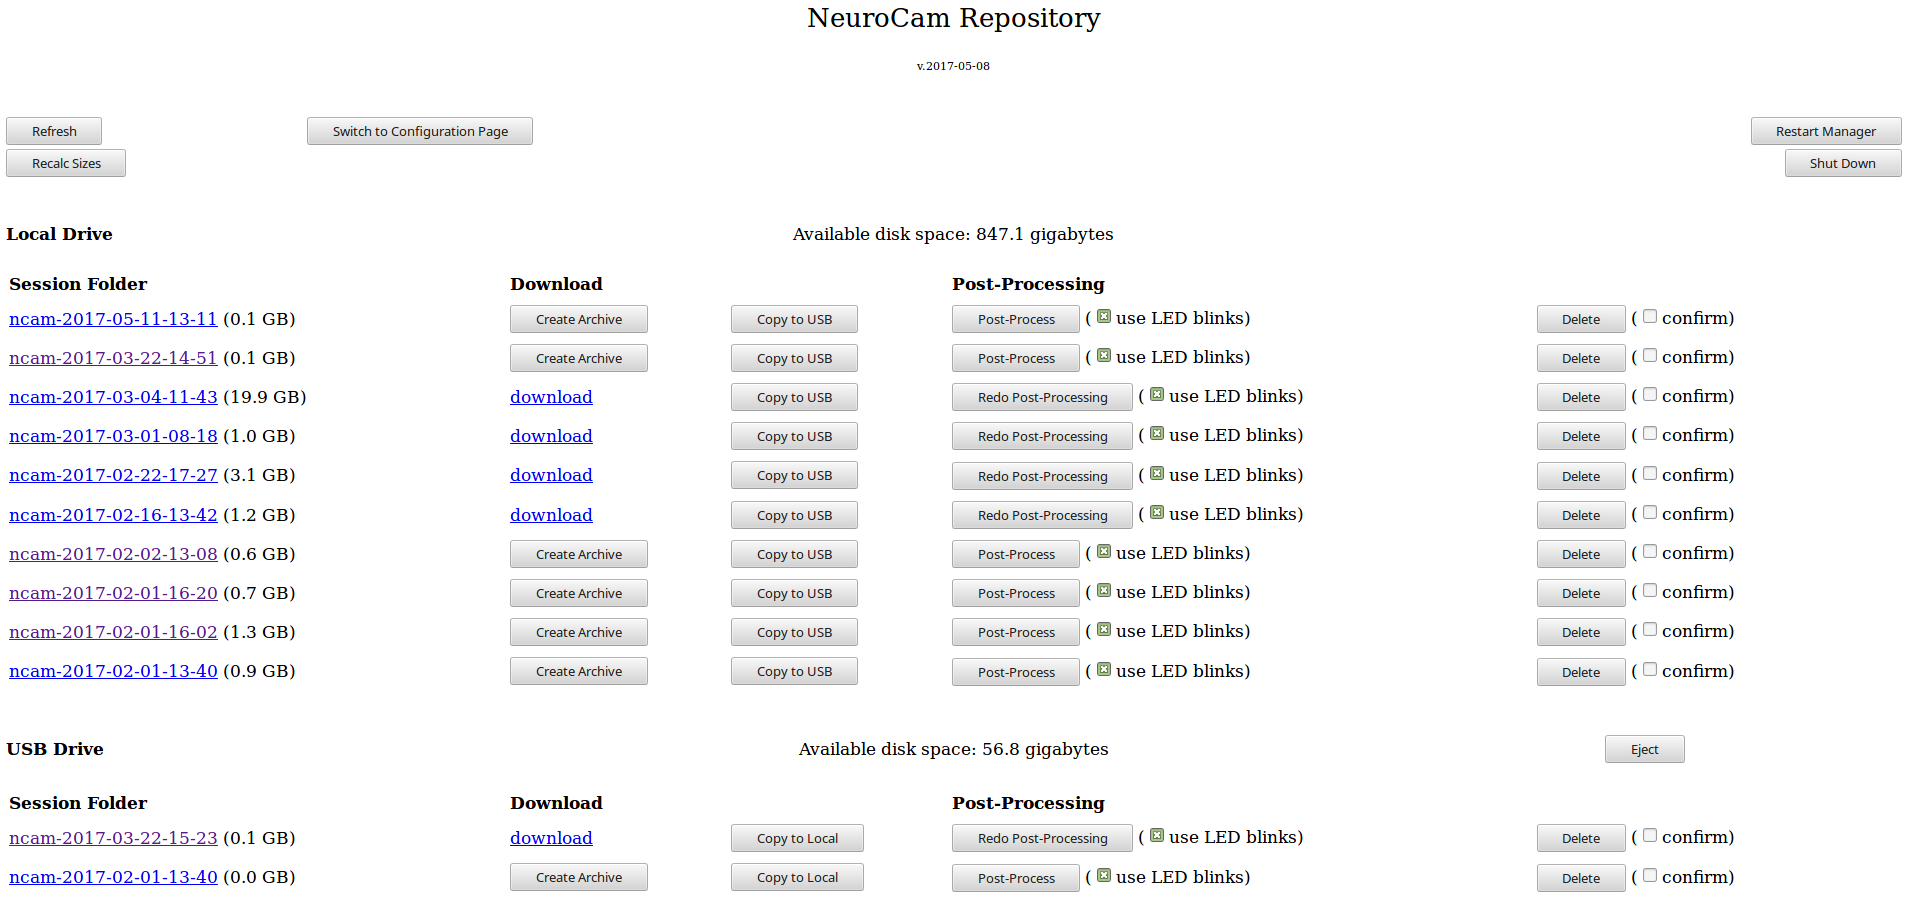 NeuroCam Repository
v.2017-05-08
Refresh Switch to Configuration Page Restart Manager
Recalc Sizes Shut Down
Local Drive Available disk space: 847.1 gigabytes
Session Folder Download Post-Processing
ncam-2017-05-11-13-11 (0.1 GB) Create Archive Copy to USB Post-Process ( use LED blinks) Delete ( confirm)
ncam-2017-03-22-14-51 (0.1 GB) Create Archive Copy to USB Post-Process ( use LED blinks) Delete ( confirm)
ncam-2017-03-04-11-43 (19.9 GB) download Copy to USB Redo Post-Processing ( use LED blinks) Delete ( confirm)
ncam-2017-03-01-08-18 (1.0 GB) download Copy to USB Redo Post-Processing ( use LED blinks) Delete ( confirm)
ncam-2017-02-22-17-27 (3.1 GB) download Copy to USB Redo Post-Processing ( use LED blinks) Delete ( confirm)
ncam-2017-02-16-13-42 (1.2 GB) download Copy to USB Redo Post-Processing ( use LED blinks) Delete ( confirm)
ncam-2017-02-02-13-08 (0.6 GB) Create Archive Copy to USB Post-Process ( use LED blinks) Delete ( confirm)
ncam-2017-02-01-16-20 (0.7 GB) Create Archive Copy to USB Post-Process ( use LED blinks) Delete ( confirm)
ncam-2017-02-01-16-02 (1.3 GB) Create Archive Copy to USB Post-Process ( use LED blinks) Delete ( confirm)
ncam-2017-02-01-13-40 (0.9 GB) Create Archive Copy to USB Post-Process ( use LED blinks) Delete ( confirm)
USB Drive Available disk space: 56.8 gigabytes Eject
Session Folder Download Post-Processing
ncam-2017-03-22-15-23 (0.1 GB) download Copy to Local Redo Post-Processing ( use LED blinks) Delete ( confirm)
ncam-2017-02-01-13-40 (0.0 GB) Create Archive Copy to Local Post-Process ( use LED blinks) Delete ( confirm)